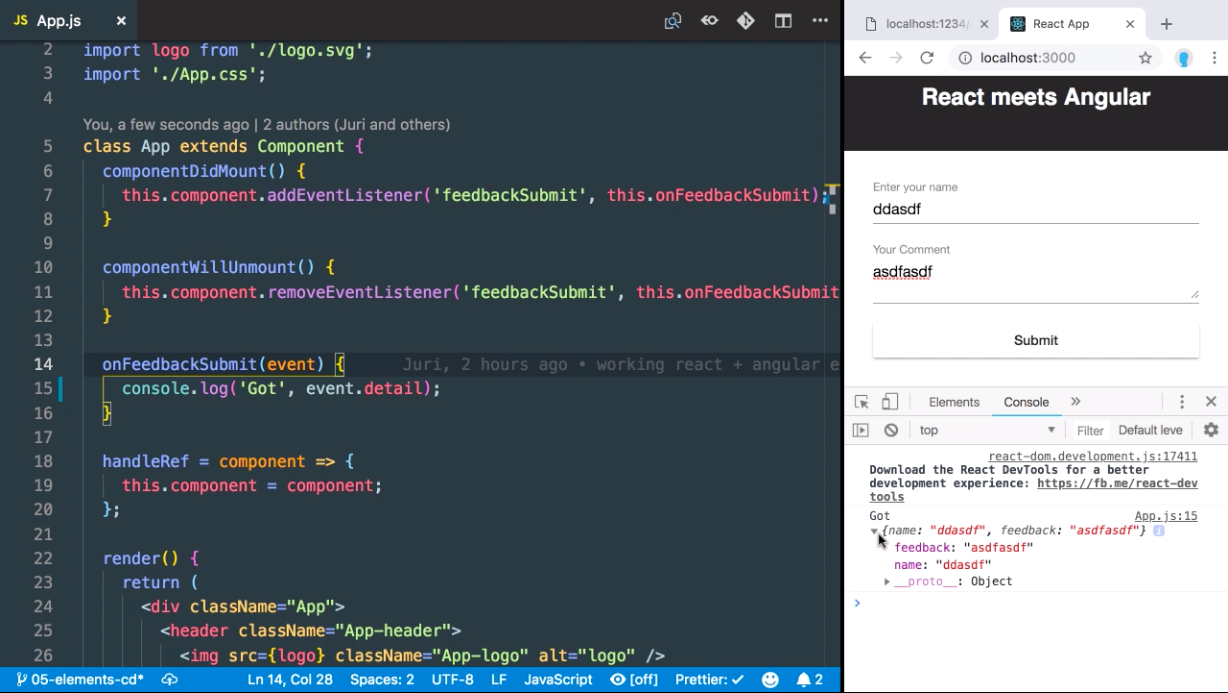 JS App.js ×
2 import logo from './logo.svg';
3 import './App.css';
4
You, a few seconds ago | 2 authors (Juri and others)
5 class App extends Component {
6 componentDidMount() {
7 this.component.addEventListener('feedbackSubmit', this.onFeedbackSubmit);
8 }
9
10 componentWillUnmount() {
11 this.component.removeEventListener('feedbackSubmit', this.onFeedbackSubmit
12 }
13
14 onFeedbackSubmit(event) { Juri, 2 hours ago • working react + angular e
15 console.log('Got', event.detail);
16 }
17
18 handleRef = component => {
19 this.component = component;
20 };
21
22 render() {
23 return (
24 <div className="App">
25 <header className="App-header">
26 <img src={logo} className="App-logo" alt="logo" />
05-elements-cd* Ln 14, Col 28 Spaces: 2 UTF-8 LF JavaScript [off] Prettier: ✓ 2
localhost:1234/ × React App × +
localhost:3000
React meets Angular
Enter your name
ddasdf
Your Comment
asdfasdf
Submit
Elements Console »
top Filter Default leve
react-dom.development.js:17411
Download the React DevTools for a better
development experience: https://fb.me/react-dev
tools
Got App.js:15
{name: "ddasdf", feedback: "asdfasdf"} i
feedback: "asdfasdf"
name: "ddasdf"
__proto__: Object